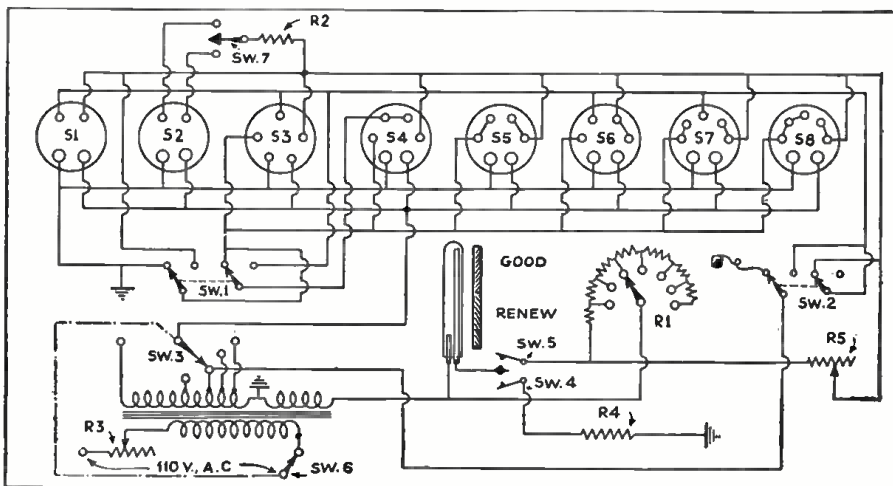 R2
SW.7
S1
S2
S3
S4
S5
S6
S7
S8
SW.1
GOOD
RENEW
R1
SW.2
SW.3
SW.5
SW.4
R5
R3
R4
110 V., A.C
SW.6